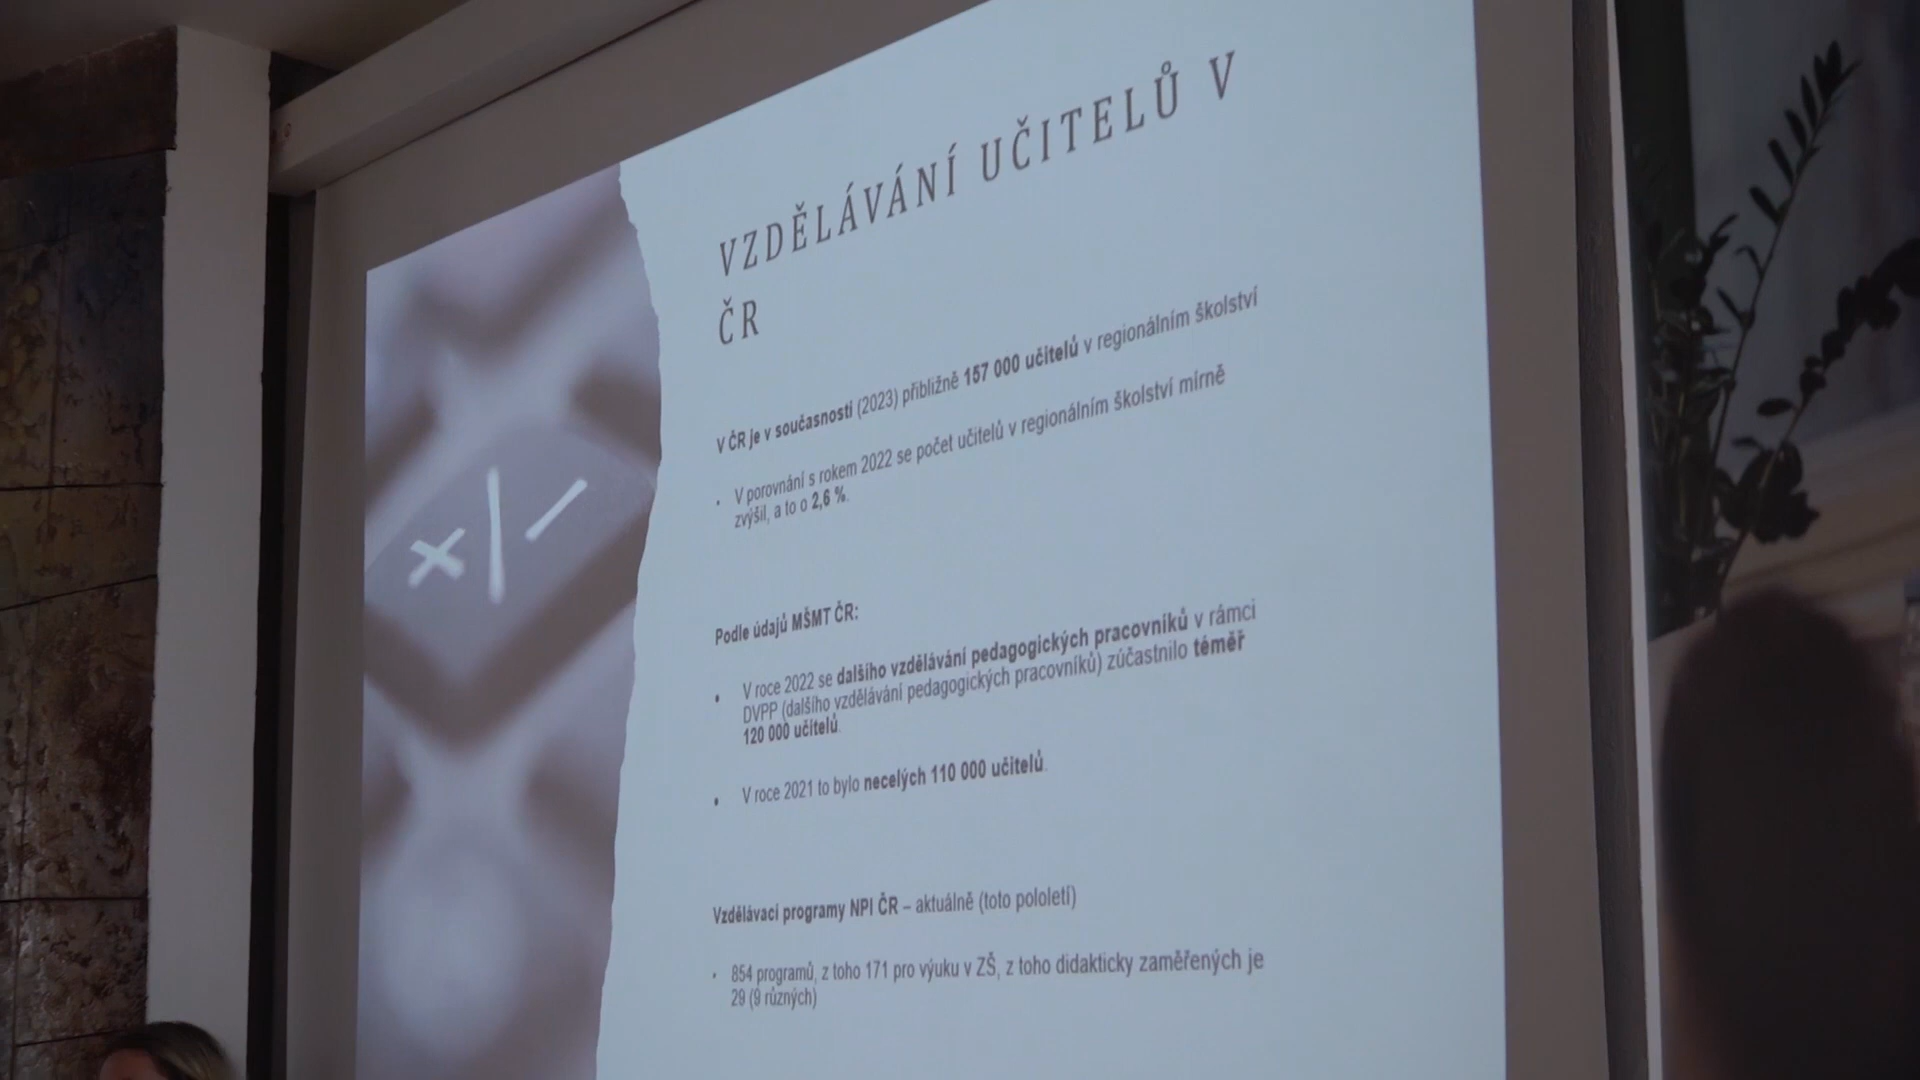 VZDĚLÁVÁNÍ UČITELŮ V
ČR
V ČR je v současnosti (2023) přibližně 157 000 učitelů v regionálním školství
• V porovnání s rokem 2022 se počet učitelů v regionálním školství mírně
zvýšil, a to o 2,6 %.
Podle údajů MŠMT ČR:
• V roce 2022 se dalšího vzdělávání pedagogických pracovníků v rámci
DVPP (dalšího vzdělávání pedagogických pracovníků) zúčastnilo téměř
120 000 učitelů.
• V roce 2021 to bylo necelých 110 000 učitelů.
Vzdělávací programy NPI ČR – aktuálně (toto pololetí)
• 854 programů, z toho 171 pro výuku v ZŠ, z toho didakticky zaměřených je
29 (9 různých)